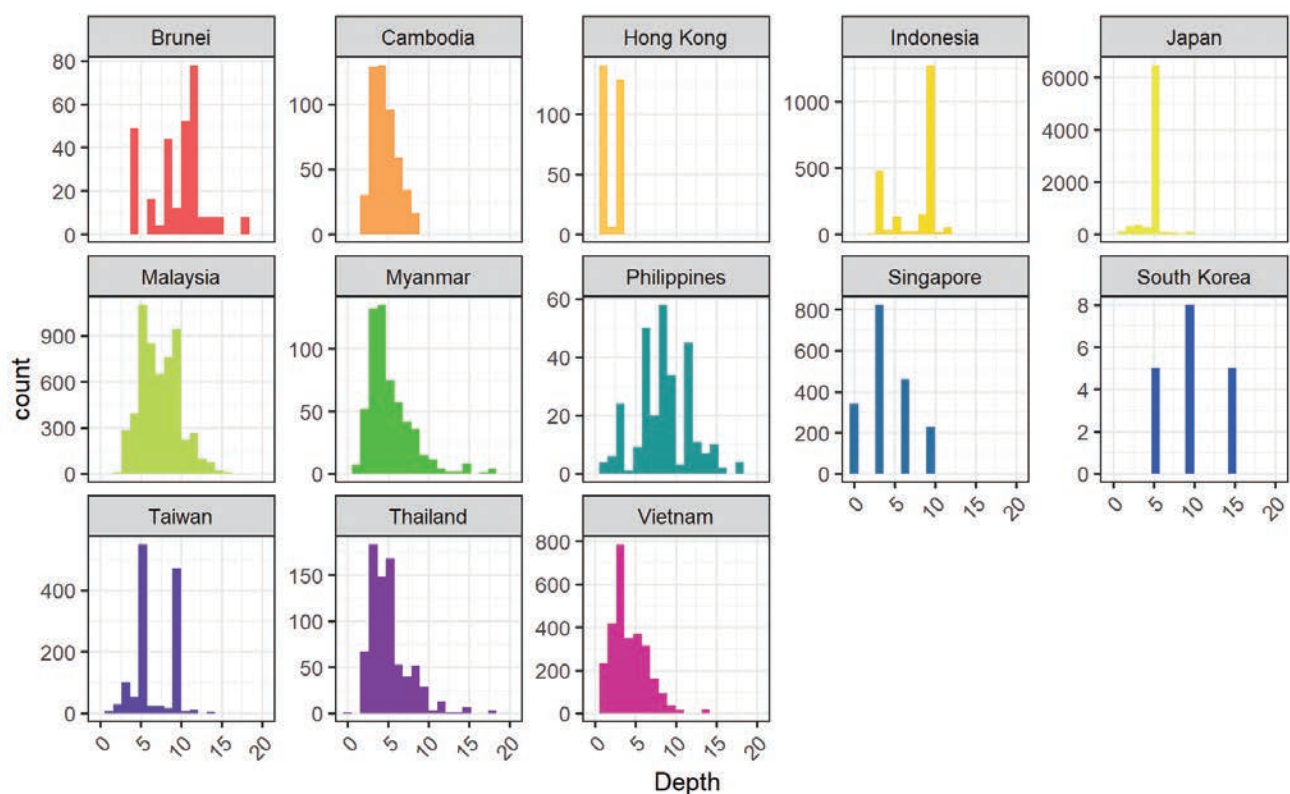 Brunei
Cambodia
Hong Kong
Indonesia
Japan
80
60
40
20
0
100
50
0
100
50
0
1000
500
0
6000
4000
2000
0
Malaysia
Myanmar
Philippines
Singapore
South Korea
count
900
600
300
0
100
50
0
60
40
20
0
800
600
400
200
0
8
6
4
2
0
0 5 10 15 20
0 5 10 15 20
Taiwan
Thailand
Vietnam
400
200
0
150
100
50
0
800
600
400
200
0
0 5 10 15 20
0 5 10 15 20
0 5 10 15 20
Depth